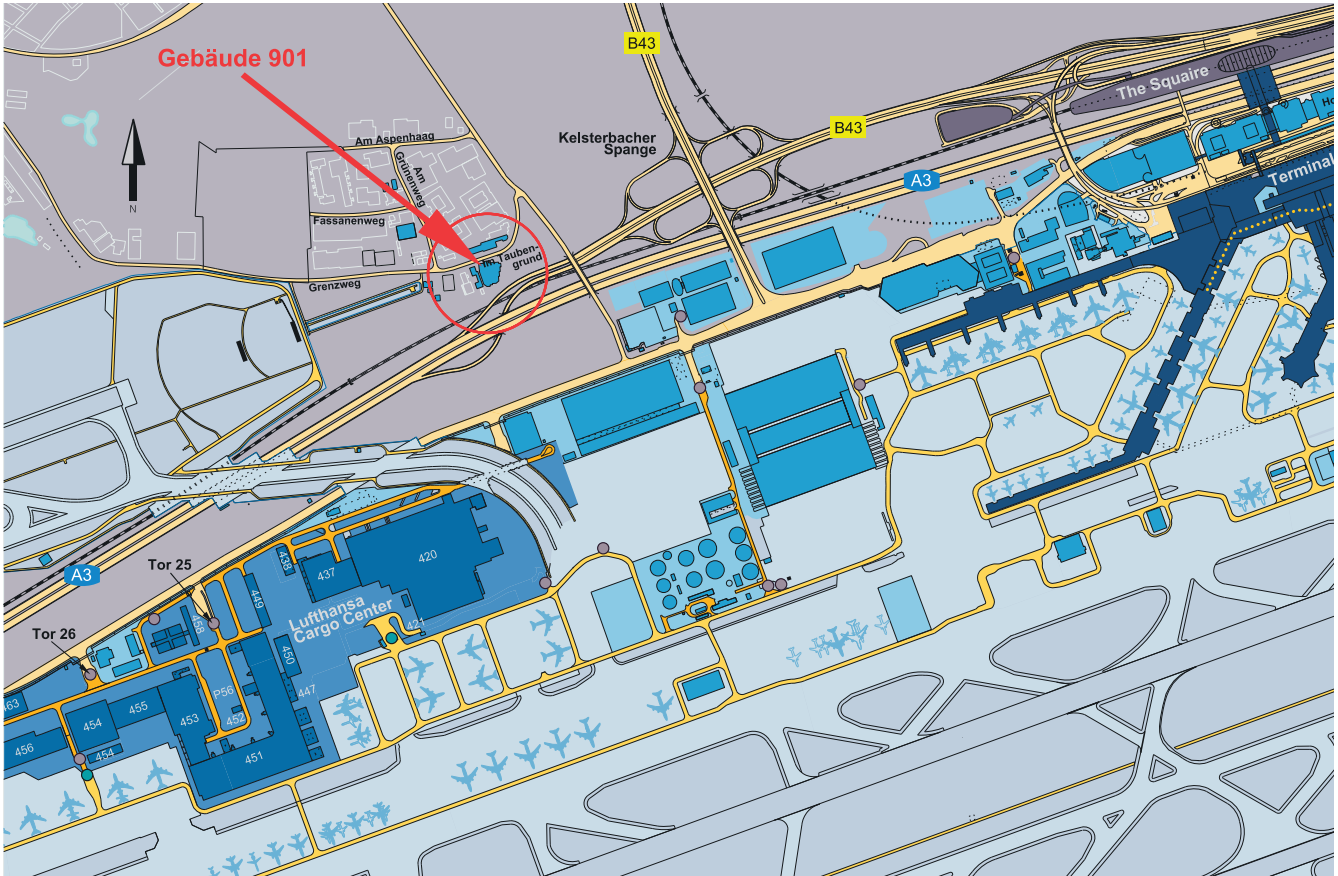 B43
Gebäude 901
The Squaire
B43
Kelsterbacher
Spange
Am Aspenhaag
Am
Grünenweg
A3
Terminal
N
Fassanenweg
Im Tauben-
grund
Grenzweg
420
438
437
Tor 25
A3
449
Lufthansa
Cargo Center
458
421
Tor 26
450
P56
447
463
455
454
453
452
456
454
451